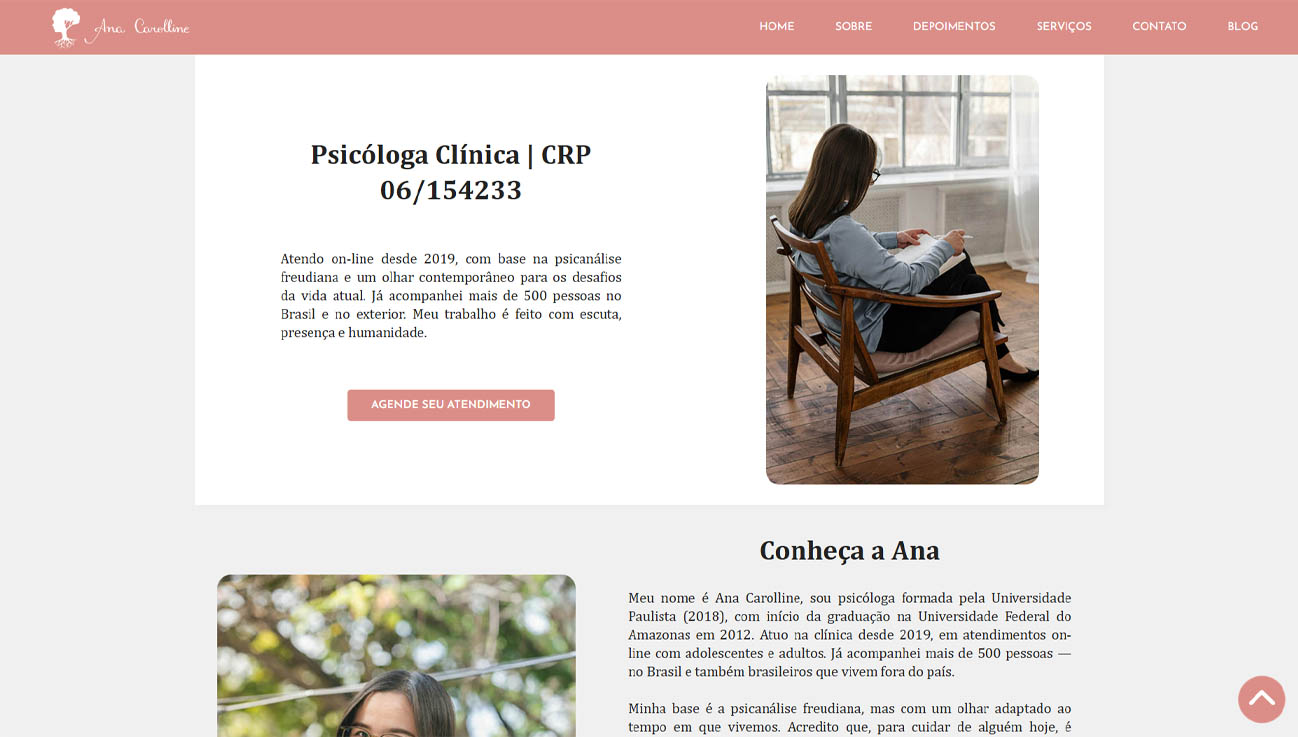 Ana Carolline
HOME SOBRE DEPOIMENTOS SERVIÇOS CONTATO BLOG
Psicóloga Clínica | CRP
06/154233
Atendo on-line desde 2019, com base na psicanálise
freudiana e um olhar contemporâneo para os desafios
da vida atual. Já acompanhei mais de 500 pessoas no
Brasil e no exterior. Meu trabalho é feito com escuta,
presença e humanidade.
AGENDE SEU ATENDIMENTO
Conheça a Ana
Meu nome é Ana Carolline, sou psicóloga formada pela Universidade
Paulista (2018), com início da graduação na Universidade Federal do
Amazonas em 2012. Atuo na clínica desde 2019, em atendimentos on-
line com adolescentes e adultos. Já acompanhei mais de 500 pessoas —
no Brasil e também brasileiros que vivem fora do país.
Minha base é a psicanálise freudiana, mas com um olhar adaptado ao
tempo em que vivemos. Acredito que, para cuidar de alguém hoje, é